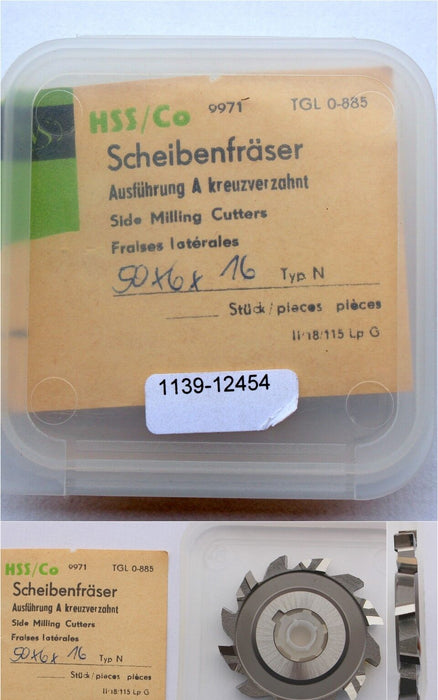 HSS/Co 9971 TGL 0-885
Scheibenfräser
Ausführung A kreuzverzahnt
Side Milling Cutters
Fraises latérales
50x6x 16 Typ N
Stück/pieces pièces
II/18/115 Lp G
1139-12454
HSS/Co 9971 TGL 0-885
Scheibenfräser
Ausführung A kreuzverzahnt
Side Milling Cutters
Fraises latérales
50x6x 16 Typ N
Stück/pieces pièces
II/18/115 Lp G